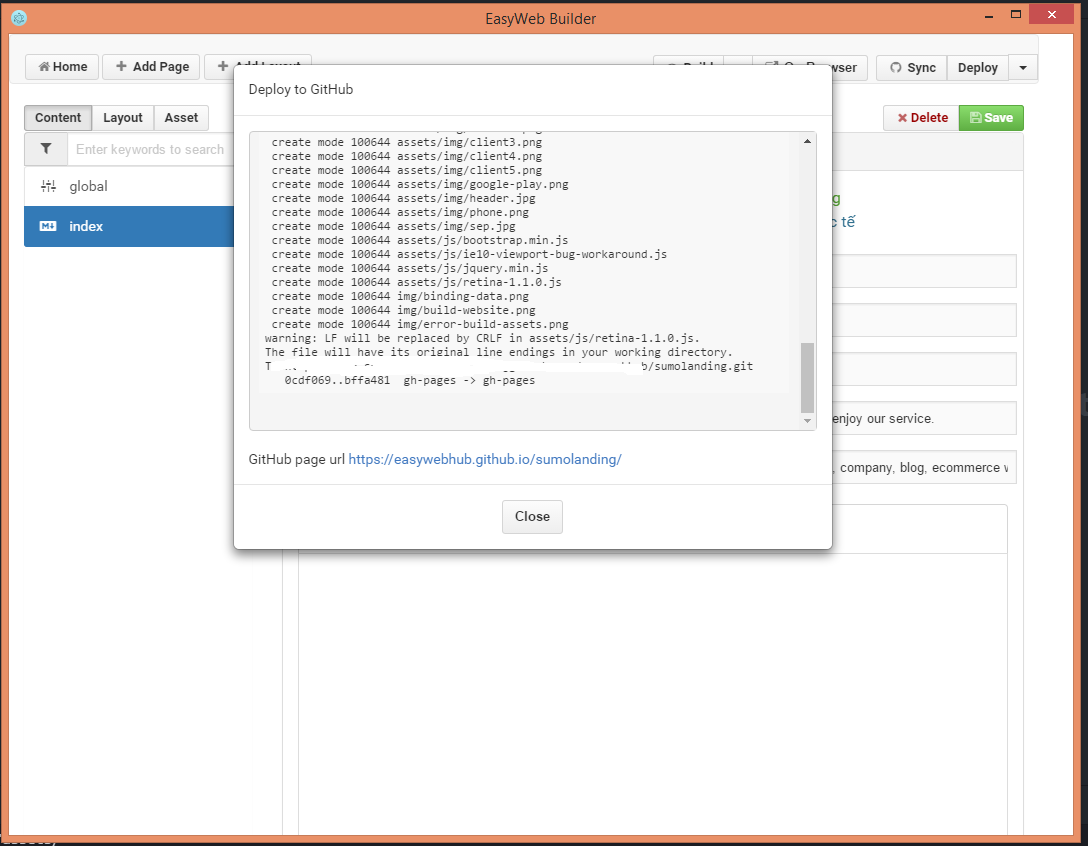 EasyWeb Builder
Home Add Page
wser Sync Deploy
Deploy to GitHub
Content Layout Asset
Delete Save
Enter keywords to search
global
index
create mode 100644 assets/img/client3.png
create mode 100644 assets/img/client4.png
create mode 100644 assets/img/client5.png
create mode 100644 assets/img/google-play.png
create mode 100644 assets/img/header.jpg
create mode 100644 assets/img/phone.png
create mode 100644 assets/img/sep.jpg
create mode 100644 assets/js/bootstrap.min.js
create mode 100644 assets/js/ie10-viewport-bug-workaround.js
create mode 100644 assets/js/jquery.min.js
create mode 100644 assets/js/retina-1.1.0.js
create mode 100644 img/binding-data.png
create mode 100644 img/build-website.png
create mode 100644 img/error-build-assets.png
warning: LF will be replaced by CRLF in assets/js/retina-1.1.0.js.
The file will have its original line endings in your working directory.
b/sumolanding.git
0cdf069..bffa481 gh-pages -> gh-pages
g
c tế
enjoy our service.
, company, blog, ecommerce w
GitHub page url https://easywebhub.github.io/sumolanding/
Close